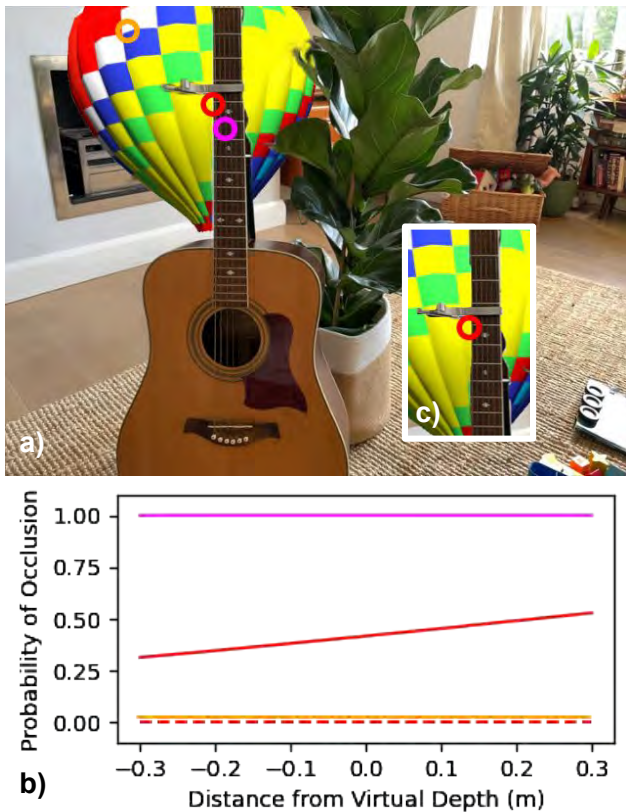 a)
c)
1.00
0.75
0.50
0.25
0.00
Probability of Occlusion
−0.3 −0.2 −0.1 0.0 0.1 0.2 0.3
b)
Distance from Virtual Depth (m)